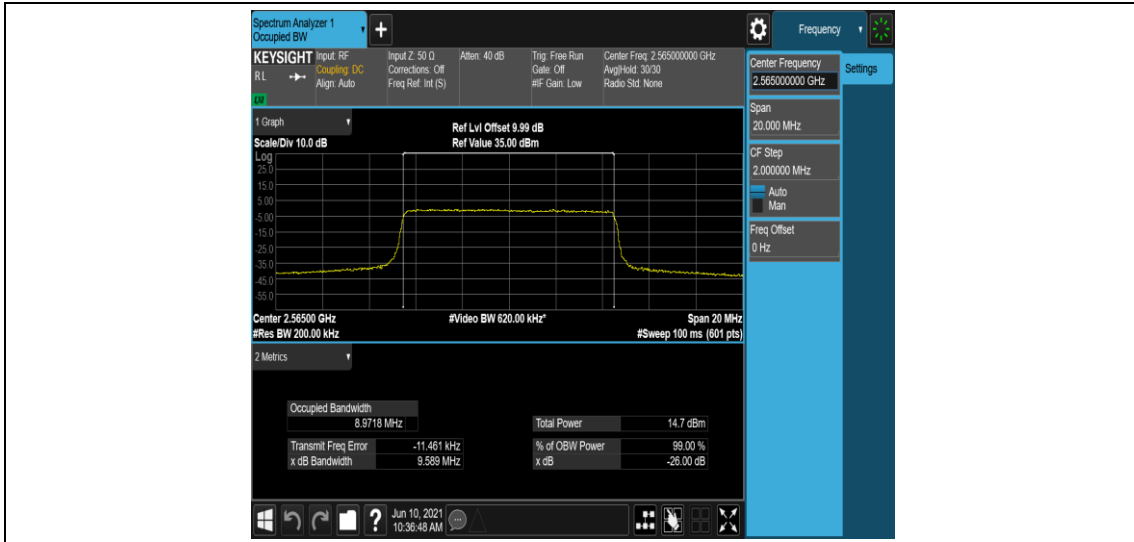 Spectrum Analyzer 1
Occupied BW
+
Frequency
KEYSIGHT
RL
Input: RF
Coupling: DC
Align: Auto
Input Z: 50 Ω
Corrections: Off
Freq Ref: Int (S)
Atten: 40 dB
Trig: Free Run
Gate: Off
#IF Gain: Low
Center Freq: 2.565000000 GHz
Avg|Hold: 30/30
Radio Std: None
Center Frequency
2.565000000 GHz
Settings
Span
20.000 MHz
CF Step
2.000000 MHz
Auto
Man
Freq Offset
0 Hz
1 Graph
Ref Lvl Offset 9.99 dB
Scale/Div 10.0 dB
Ref Value 35.00 dBm
Log
25.0
15.0
5.00
-5.00
-15.0
-25.0
-35.0
-45.0
-55.0
Center 2.56500 GHz
#Video BW 620.00 kHz*
Span 20 MHz
#Res BW 200.00 kHz
#Sweep 100 ms (601 pts)
2 Metrics
Occupied Bandwidth
8.9718 MHz
Total Power 14.7 dBm
Transmit Freq Error -11.461 kHz
% of OBW Power 99.00 %
x dB Bandwidth 9.589 MHz
x dB -26.00 dB
?
Jun 10, 2021
10:36:48 AM